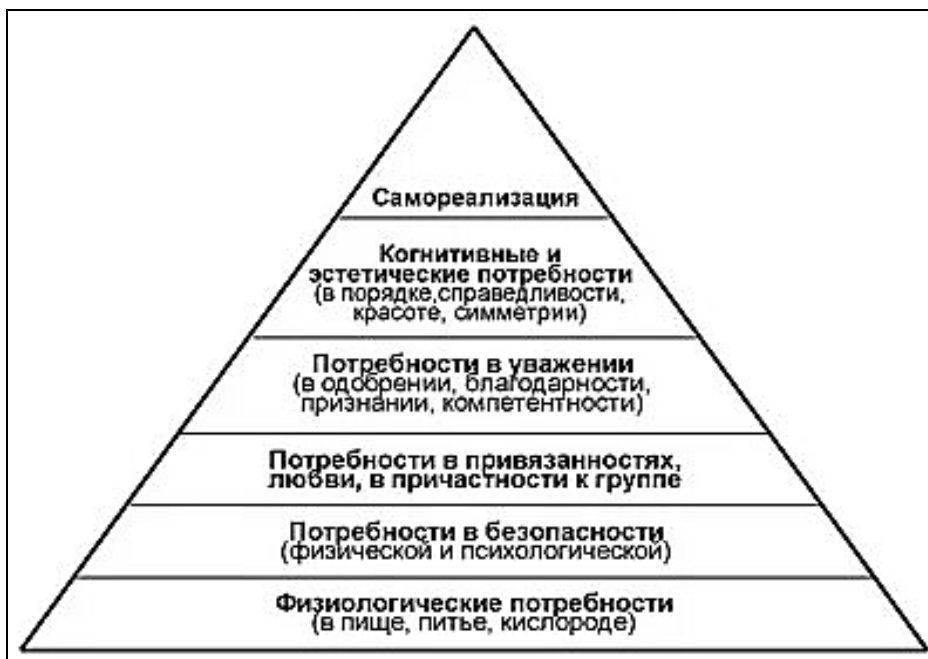 Самореализация
Когнитивные и
эстетические потребности
(в порядке,справедливости,
красоте, симметрии)
Потребности в уважении
(в одобрении, благодарности,
признании, компетентности)
Потребности в привязанностях,
любви, в причастности к группе
Потребности в безопасности
(физической и психологической)
Физиологические потребности
(в пище, питье, кислороде)